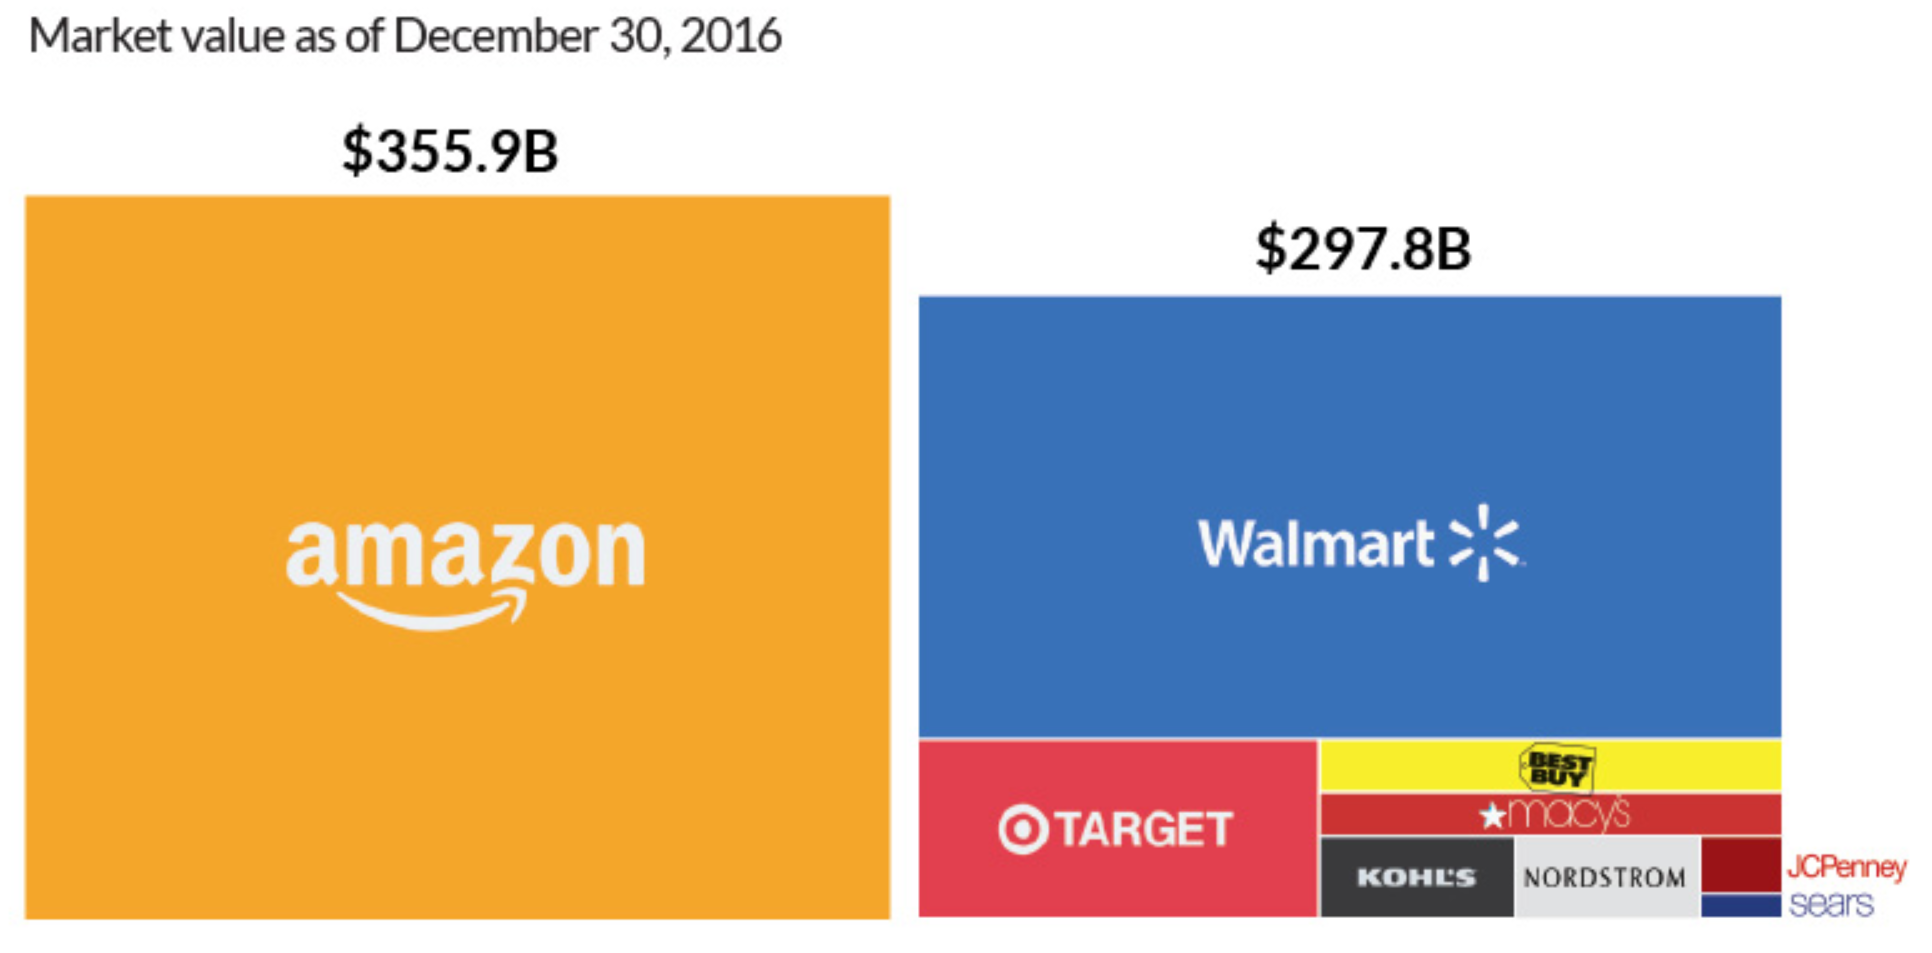 Market value as of December 30, 2016
$355.9B
$297.8B
amazon
Walmart
TARGET
BEST
BUY
macy's
KOHL'S
NORDSTROM
JCPenney
sears